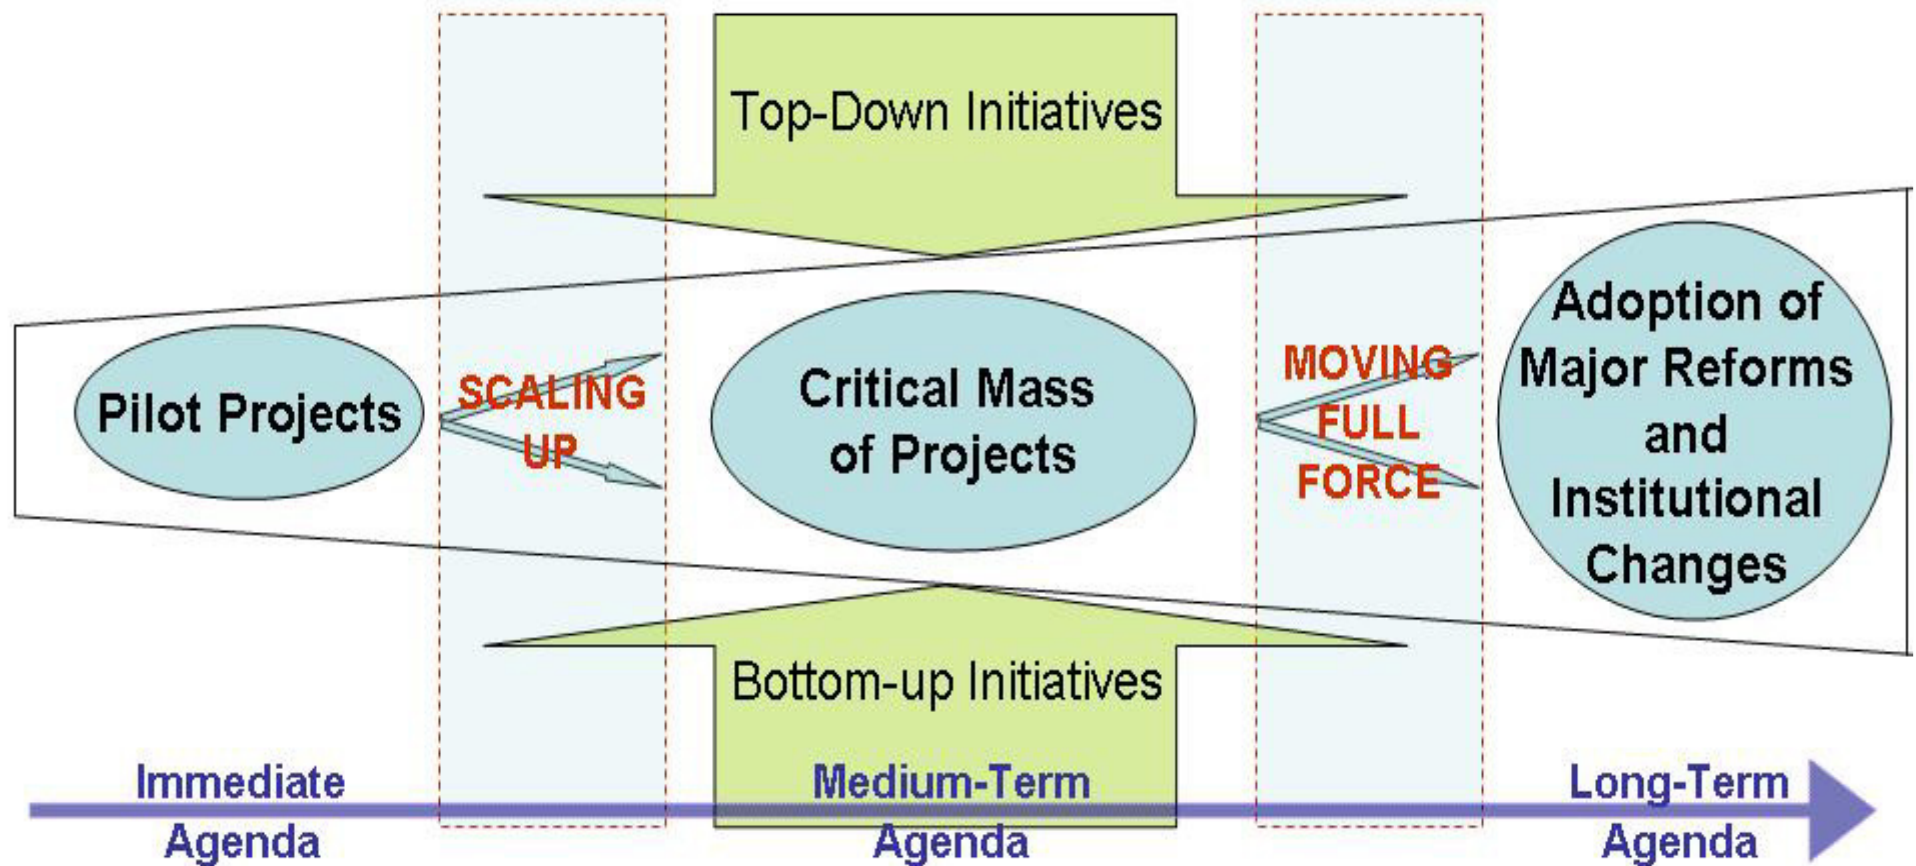 Top-Down Initiatives
Pilot Projects
SCALING
UP
Critical Mass
of Projects
MOVING
FULL
FORCE
Adoption of
Major Reforms
and
Institutional
Changes
Bottom-up Initiatives
Immediate
Agenda
Medium-Term
Agenda
Long-Term
Agenda